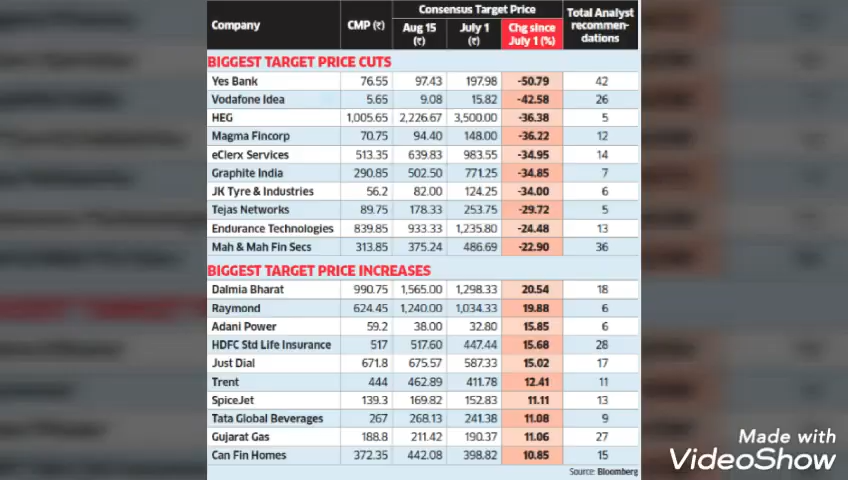 Company CMP (₹) Consensus Target Price Total Analyst recommen-dations
Aug 15 (₹) July 1 (₹) Chg since July 1 (%)
BIGGEST TARGET PRICE CUTS
Yes Bank 76.55 97.43 197.98 -50.79 42
Vodafone Idea 5.65 9.08 15.82 -42.58 26
HEG 1,005.65 2,226.67 3,500.00 -36.38 5
Magma Fincorp 70.75 94.40 148.00 -36.22 12
eClerx Services 513.35 639.83 983.55 -34.95 14
Graphite India 290.85 502.50 771.25 -34.85 7
JK Tyre & Industries 56.2 82.00 124.25 -34.00 6
Tejas Networks 89.75 178.33 253.75 -29.72 5
Endurance Technologies 839.85 933.33 1,235.80 -24.48 13
Mah & Mah Fin Secs 313.85 375.24 486.69 -22.90 36
BIGGEST TARGET PRICE INCREASES
Dalmia Bharat 990.75 1,565.00 1,298.33 20.54 18
Raymond 624.45 1,240.00 1,034.33 19.88 6
Adani Power 59.2 38.00 32.80 15.85 6
HDFC Std Life Insurance 517 517.60 447.44 15.68 28
Just Dial 671.8 675.57 587.33 15.02 17
Trent 444 462.89 411.78 12.41 11
SpiceJet 139.3 169.82 152.83 11.11 13
Tata Global Beverages 267 268.13 241.38 11.08 9
Gujarat Gas 188.8 211.42 190.37 11.06 27
Can Fin Homes 372.35 442.08 398.82 10.85 15
Source: Bloomberg
Made with
VideoShow